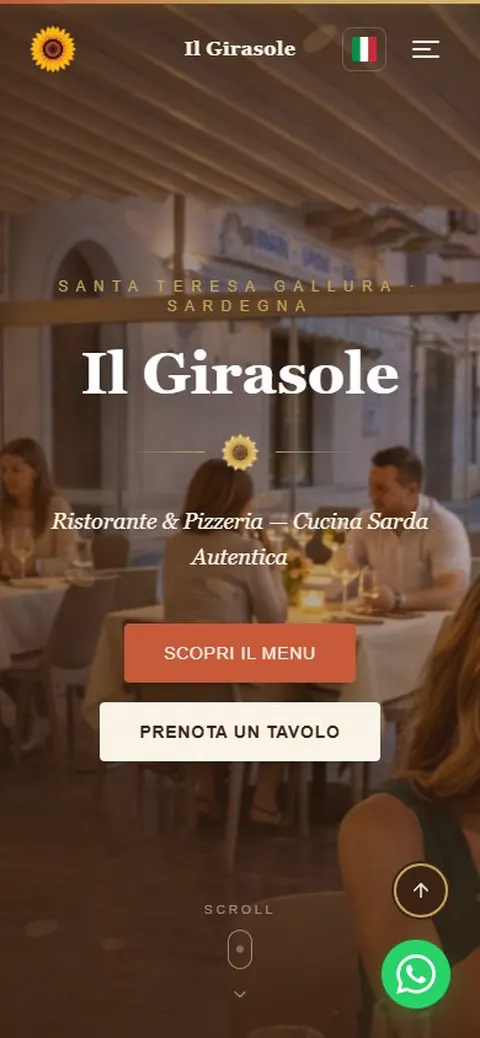 Il Girasole
SANTA TERESA GALLURA ·
SARDEGNA
Il Girasole
Ristorante & Pizzeria — Cucina Sarda
Autentica
SCOPRI IL MENU
PRENOTA UN TAVOLO
SCROLL